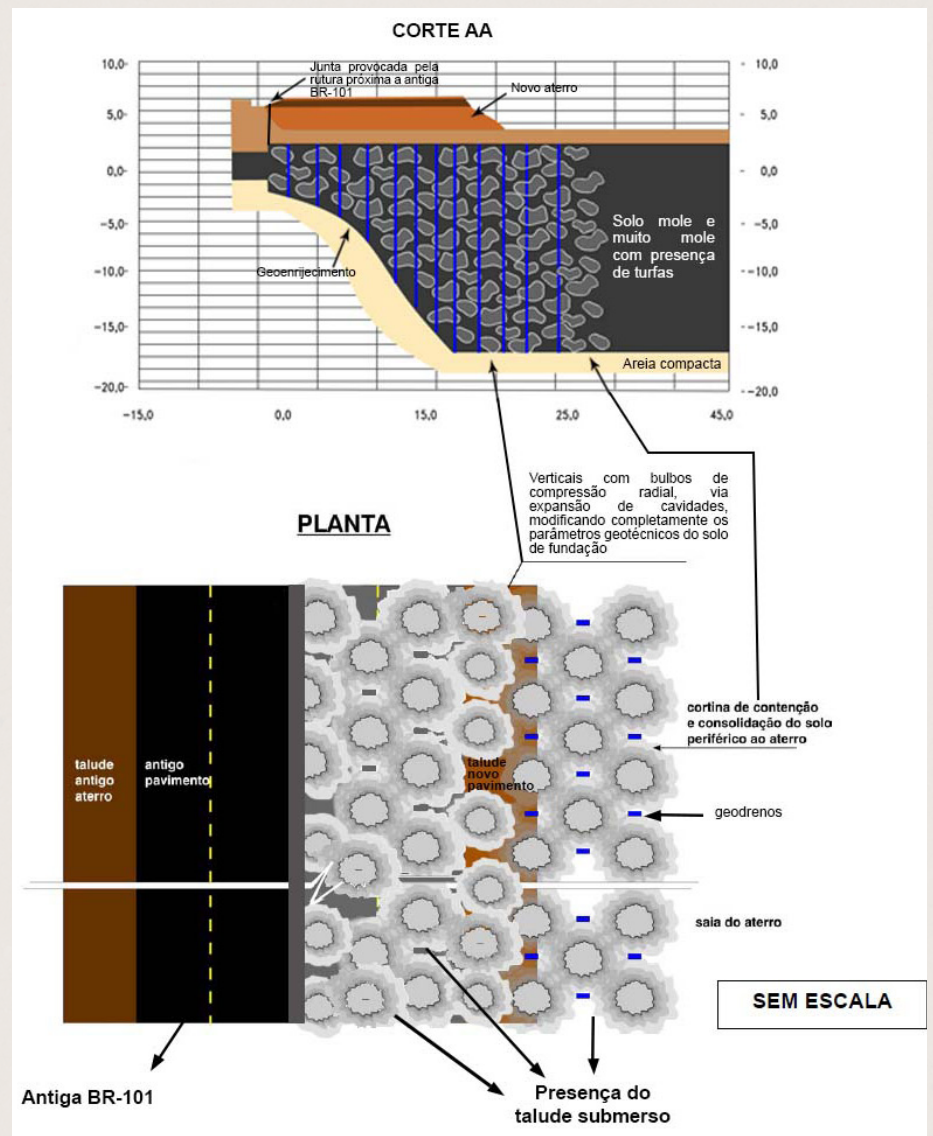 CORTE AA
10,0-
5,0-
0,0-
-5,0-
-10,0-
-15,0-
-20,0-
- 10,0
- 5,0
- 0,0
- -5,0
- -10,0
- -15,0
- -20,0
-15,0
0,0
15,0
25,0
45,0
Junta provocada pela
rutura próxima a antiga
BR-101
Novo aterro
Solo mole e
muito mole
com presença
de turfas
Geoenrijecimento
Areia compacta
Verticais com bulbos de
compressão radial, via
expansão de cavidades,
modificando completamente os
parâmetros geotécnicos do solo
de fundação
PLANTA
talude
antigo
aterro
antigo
pavimento
talude
novo
pavimento
cortina de contenção
e consolidação do solo
periférico ao aterro
geodrenos
saia do aterro
SEM ESCALA
Antiga BR-101
Presença do
talude submerso